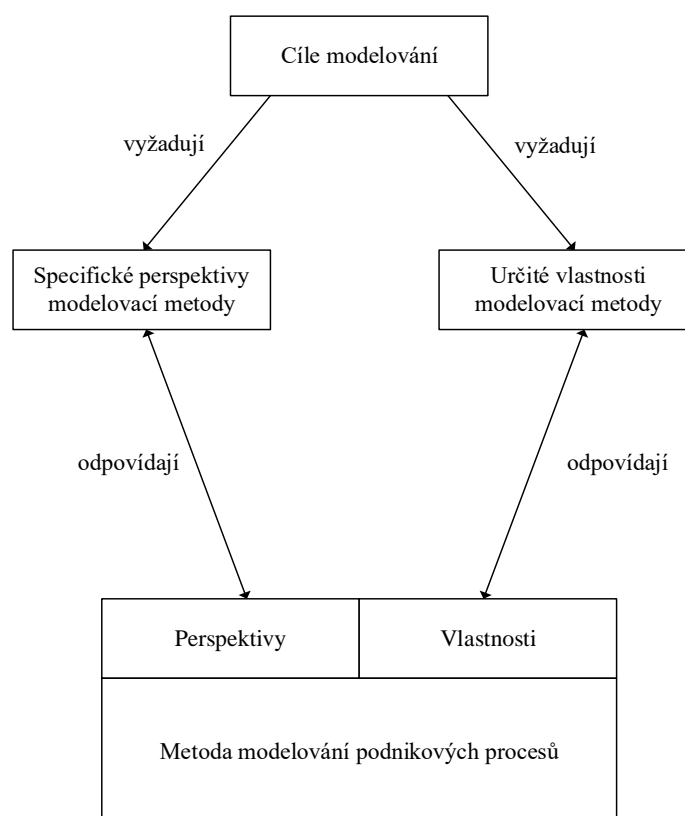 Cíle modelování
vyžadují
vyžadují
Specifické perspektivy
modelovací metody
Určité vlastnosti
modelovací metody
odpovídají
odpovídají
Perspektivy
Vlastnosti
Metoda modelování podnikových procesů